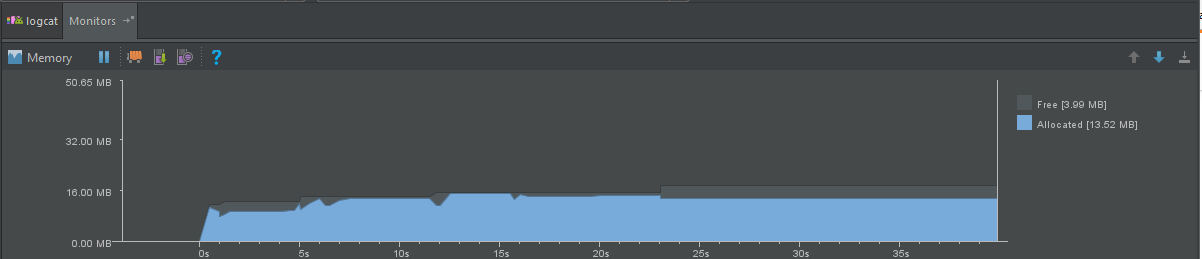 logcat Monitors
Memory
50.65 MB
Free [3.99 MB]
Allocated [13.52 MB]
32.00 MB
16.00 MB
0.00 MB
0s 5s 10s 15s 20s 25s 30s 35s